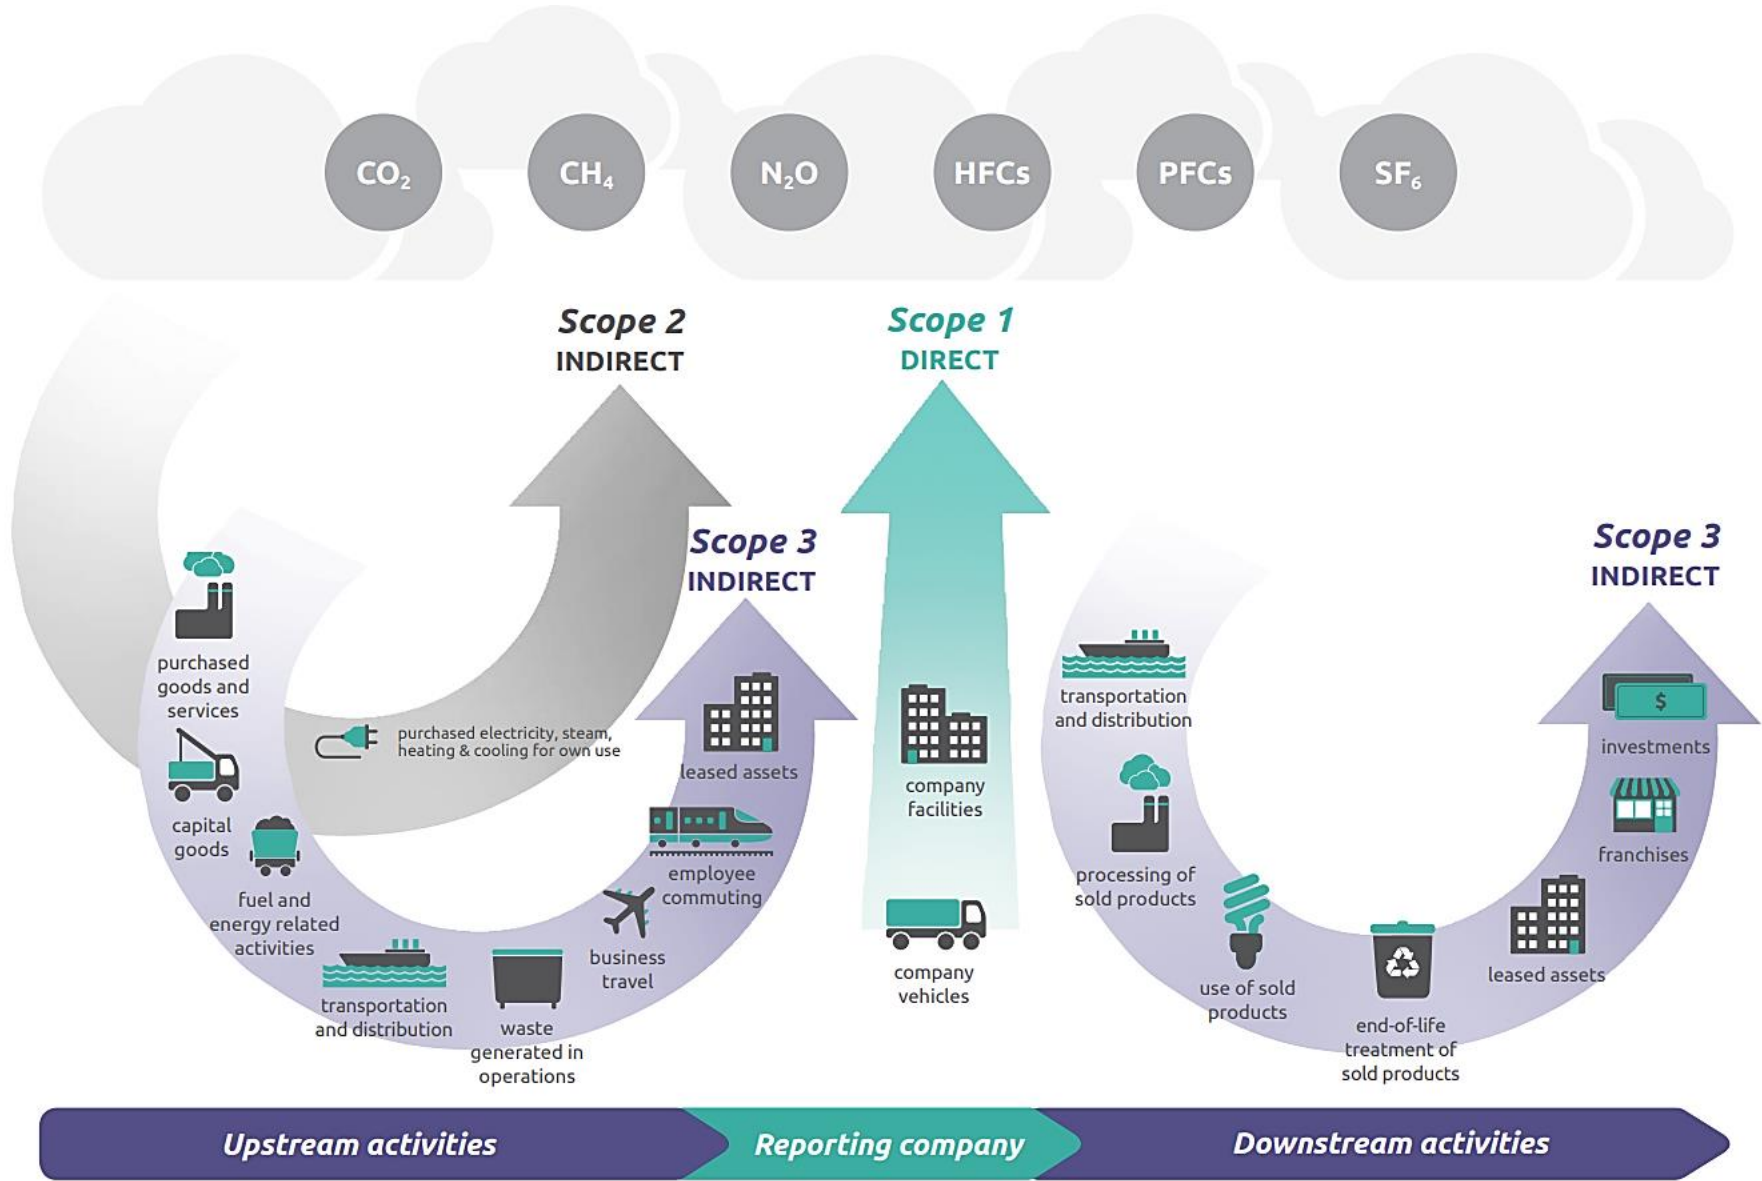 CO₂
CH₄
N₂O
HFCs
PFCs
SF₆
Scope 2
INDIRECT
Scope 1
DIRECT
Scope 3
INDIRECT
Scope 3
INDIRECT
purchased
goods and
services
capital
goods
fuel and
energy related
activities
transportation
and distribution
waste
generated in
operations
business
travel
employee
commuting
leased assets
purchased electricity, steam,
heating & cooling for own use
company
facilities
company
vehicles
transportation
and distribution
processing of
sold products
use of sold
products
end-of-life
treatment of
sold products
leased assets
franchises
$
investments
Upstream activities
Reporting company
Downstream activities